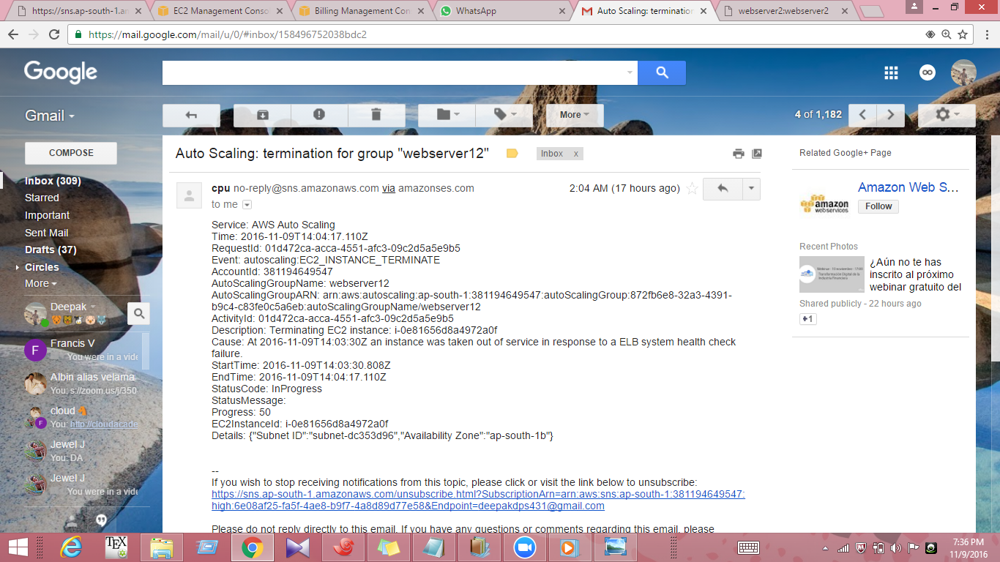 https://sns.ap-south-1.an
EC2 Management Conso
Billing Management Con
WhatsApp
Auto Scaling: termination
webserver2:webserver2
https://mail.google.com/mail/u/0/#inbox/158496752038bdc2
Google
Gmail
More
4 of 1,182
COMPOSE
Inbox (309)
Starred
Important
Sent Mail
Drafts (37)
Circles
More
Deepak
F
Francis V
You were in a vide
Albin alias velama
You: s://zoom.us/j/350
cloud
F
You: http://cloudacade
Jewel J
You: DA
Jewel J
You were in a vide
Auto Scaling: termination for group "webserver12"
Inbox x
cpu no-reply@sns.amazonaws.com via amazonses.com
2:04 AM (17 hours ago)
to me
Service: AWS Auto Scaling
Time: 2016-11-09T14:04:17.110Z
RequestId: 01d472ca-acca-4551-afc3-09c2d5a5e9b5
Event: autoscaling:EC2_INSTANCE_TERMINATE
AccountId: 381194649547
AutoScalingGroupName: webserver12
AutoScalingGroupARN: arn:aws:autoscaling:ap-south-1:381194649547:autoScalingGroup:872fb6e8-32a3-4391-
b9c4-c83fe0c5a6eb:autoScalingGroupName/webserver12
ActivityId: 01d472ca-acca-4551-afc3-09c2d5a5e9b5
Description: Terminating EC2 instance: i-0e81656d8a4972a0f
Cause: At 2016-11-09T14:03:30Z an instance was taken out of service in response to a ELB system health check
failure.
StartTime: 2016-11-09T14:03:30.808Z
EndTime: 2016-11-09T14:04:17.110Z
StatusCode: InProgress
StatusMessage:
Progress: 50
EC2InstanceId: i-0e81656d8a4972a0f
Details: {"Subnet ID":"subnet-dc353d96","Availability Zone":"ap-south-1b"}
--
If you wish to stop receiving notifications from this topic, please click or visit the link below to unsubscribe:
https://sns.ap-south-1.amazonaws.com/unsubscribe.html?SubscriptionArn=arn:aws:sns:ap-south-1:381194649547:
high:6e08af25-fa5f-4ae8-b9f7-4a8d89d77e58&Endpoint=deepakdps431@gmail.com
Please do not reply directly to this email. If you have any questions or comments regarding this email, please
Related Google+ Page
amazon
webservices
Amazon Web S...
Follow
Recent Photos
¿Aún no te has
inscrito al próximo
webinar gratuito del
Shared publicly - 22 hours ago
+1
TEX
7:36 PM
11/9/2016